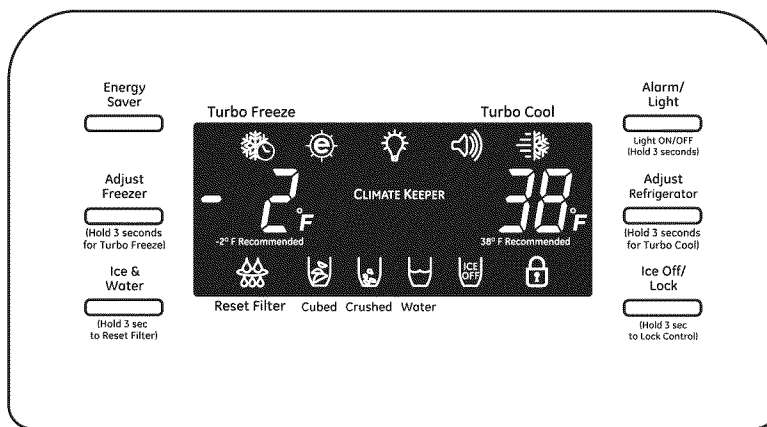 Energy
Saver
Adjust
Freezer
(Hold 3 seconds
for Turbo Freeze)
Ice &
Water
(Hold 3 sec
to Reset Filter)
Turbo Freeze
Turbo Cool
e
- 2°F
CLIMATE KEEPER
38°F
-2° F Recommended
38° F Recommended
ICE
OFF
Reset Filter
Cubed
Crushed
Water
Alarm/
Light
Light ON/OFF
(Hold 3 seconds)
Adjust
Refrigerator
(Hold 3 seconds
for Turbo Cool)
Ice Off/
Lock
(Hold 3 sec
to Lock Control)